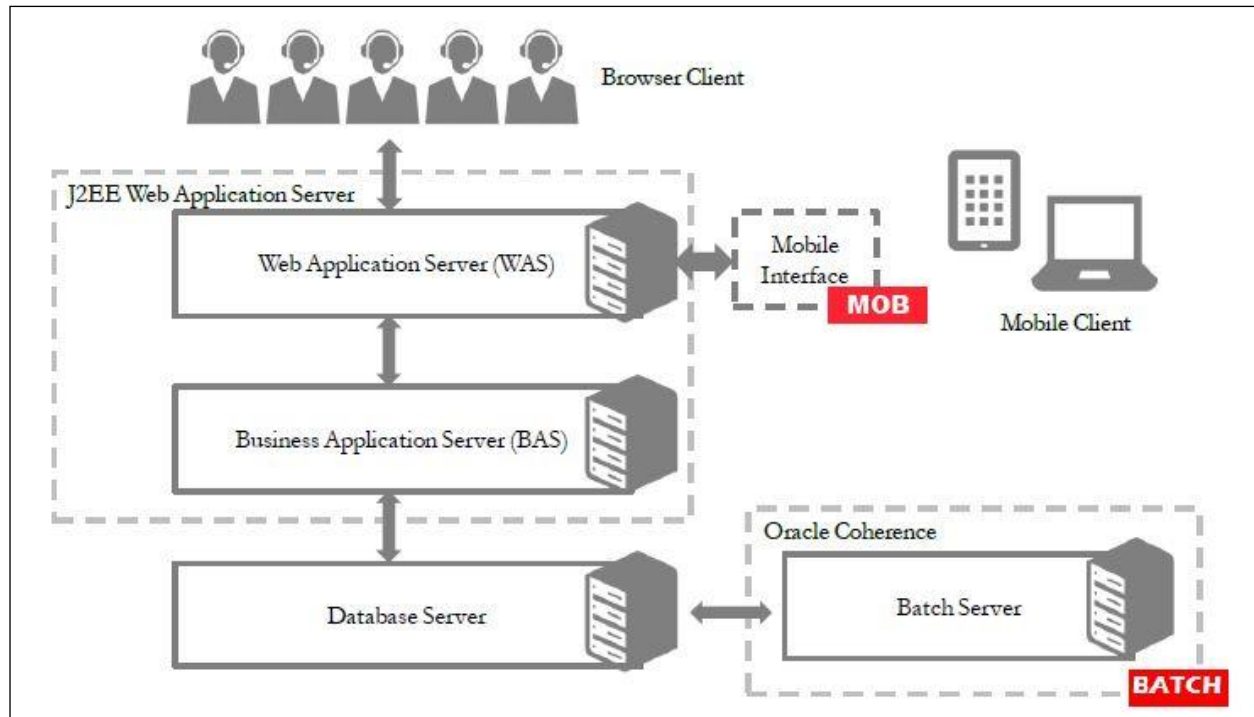 Browser Client
J2EE Web Application Server
Web Application Server (WAS)
Mobile
Interface
MOB
Mobile Client
Business Application Server (BAS)
Oracle Coherence
Database Server
Batch Server
BATCH